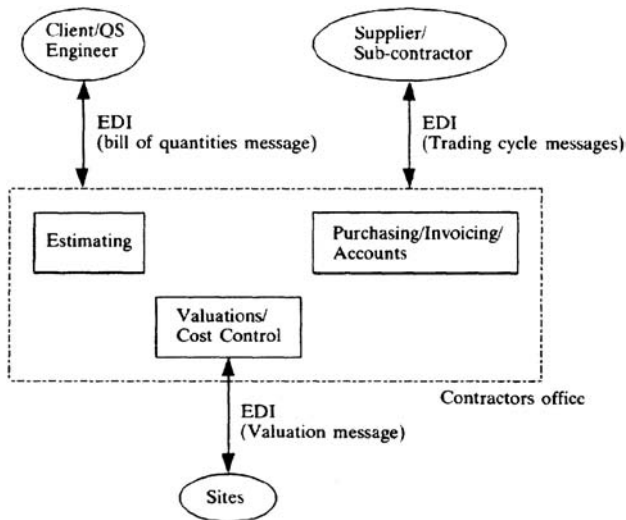 Client/QS
Engineer
Supplier/
Sub-contractor
EDI
(bill of quantities message)
EDI
(Trading cycle messages)
Estimating
Purchasing/Invoicing/
Accounts
Valuations/
Cost Control
Contractors office
EDI
(Valuation message)
Sites